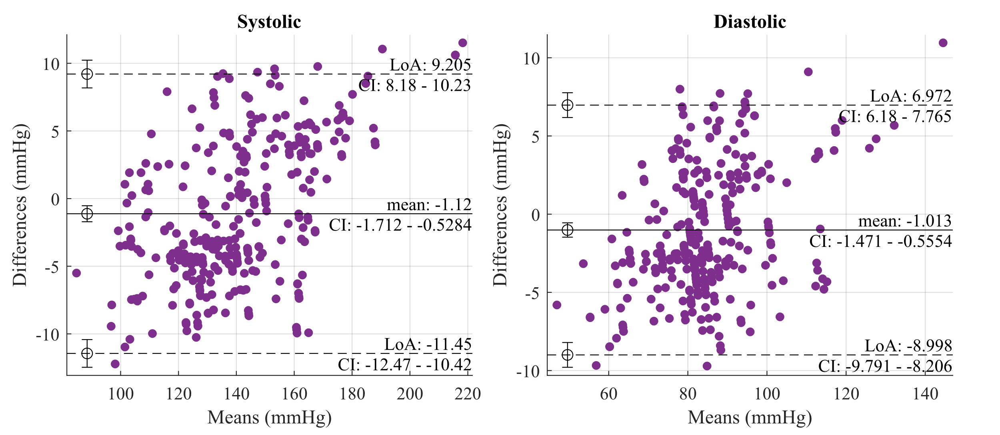 Systolic
Differences (mmHg)
10
5
0
-5
-10
LoA: 9.205
CI: 8.18 - 10.23
mean: -1.12
CI: -1.712 - -0.5284
LoA: -11.45
CI: -12.47 - -10.42
100 120 140 160 180 200 220
Means (mmHg)
Diastolic
Differences (mmHg)
10
5
0
-5
-10
LoA: 6.972
CI: 6.18 - 7.765
mean: -1.013
CI: -1.471 - -0.5554
LoA: -8.998
CI: -9.791 - -8.206
60 80 100 120 140
Means (mmHg)